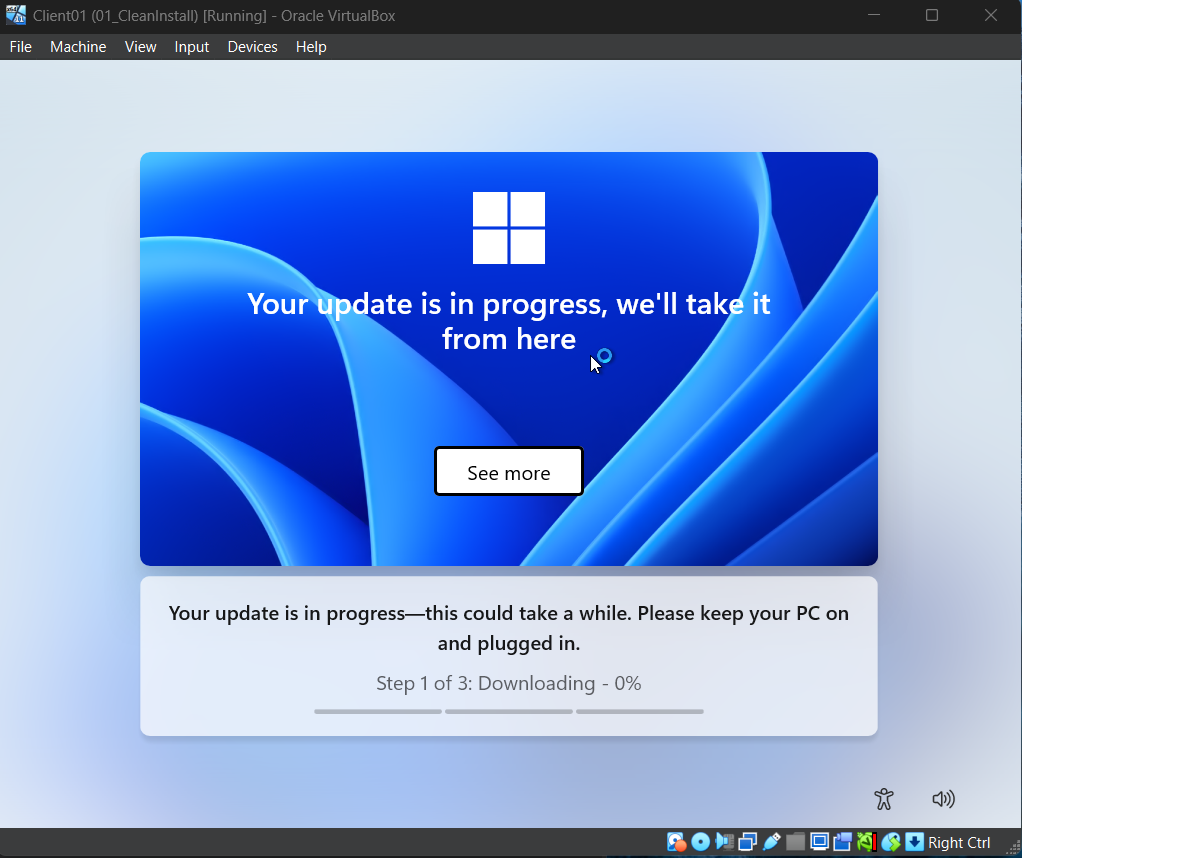 Client01 (01_CleanInstall) [Running] - Oracle VirtualBox
File Machine View Input Devices Help
Your update is in progress, we'll take it
from here
See more
Your update is in progress—this could take a while. Please keep your PC on
and plugged in.
Step 1 of 3: Downloading - 0%
Right Ctrl